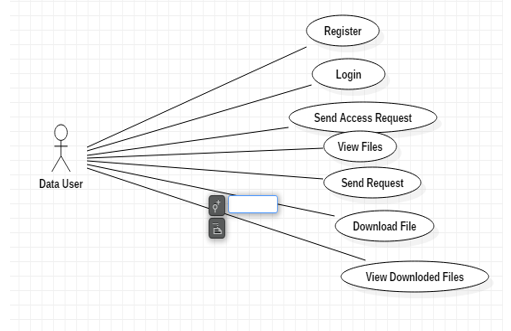 Register
Login
Send Access Request
View Files
Data User
Send Request
Download File
View Downloded Files